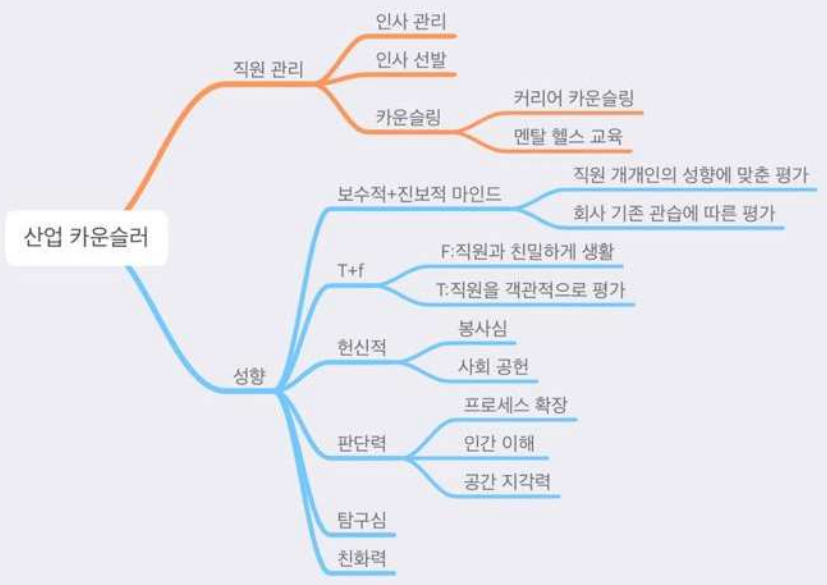 인사 관리
직원 관리
인사 선발
카운슬링
커리어 카운슬링
멘탈 헬스 교육
산업 카운슬러
보수적+진보적 마인드
직원 개개인의 성향에 맞춘 평가
회사 기존 관습에 따른 평가
T+f
F:직원과 친밀하게 생활
T:직원을 객관적으로 평가
성향
헌신적
봉사심
사회 공헌
판단력
프로세스 확장
인간 이해
공간 지각력
탐구심
친화력